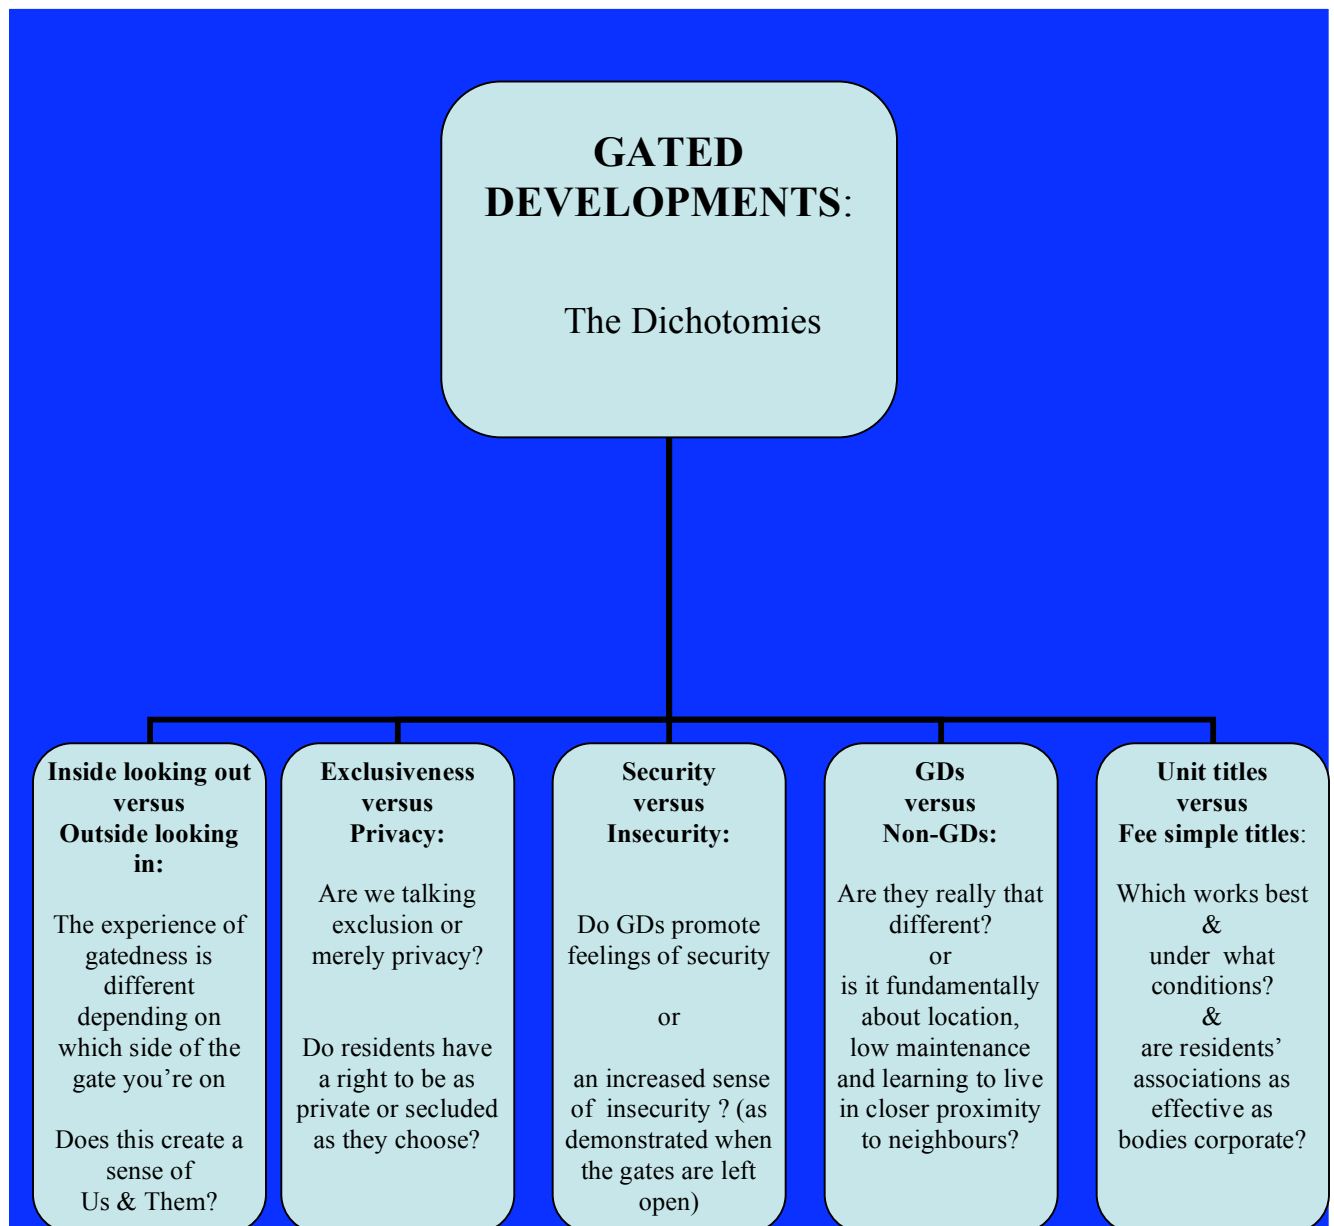 GATED
DEVELOPMENTS:
The Dichotomies
Inside looking out
versus
Outside looking
in:
The experience of
gatedness is
different
depending on
which side of the
gate you're on
Does this create a
sense of
Us & Them?
Exclusiveness
versus
Privacy:
Are we talking
exclusion or
merely privacy?
Do residents have
a right to be as
private or secluded
as they choose?
Security
versus
Insecurity:
Do GDs promote
feelings of security
or
an increased sense
of insecurity ? (as
demonstrated when
the gates are left
open)
GDs
versus
Non-GDs:
Are they really that
different?
or
is it fundamentally
about location,
low maintenance
and learning to live
in closer proximity
to neighbours?
Unit titles
versus
Fee simple titles:
Which works best
&
under what
conditions?
&
are residents'
associations as
effective as
bodies corporate?